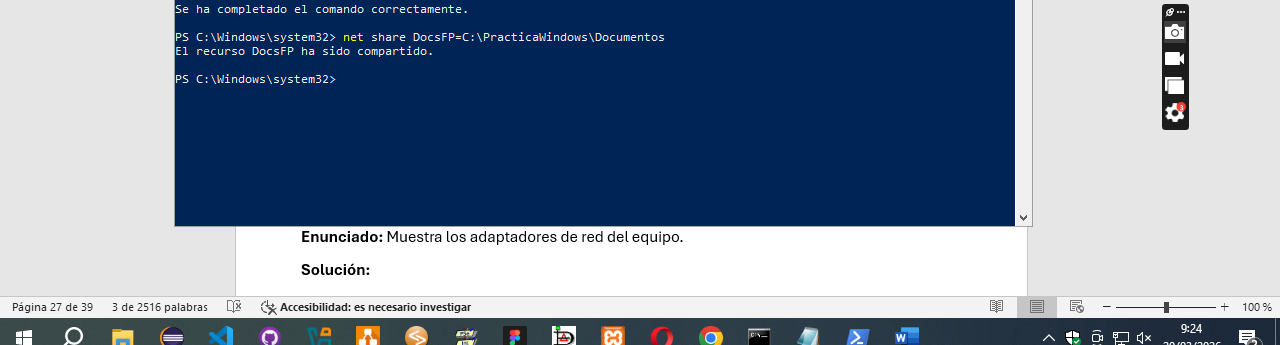 Se ha completado el comando correctamente.
PS C:\Windows\system32> net share DocsFP=C:\PracticaWindows\Documentos
El recurso DocsFP ha sido compartido.
PS C:\Windows\system32>
3
Enunciado: Muestra los adaptadores de red del equipo.
Solución:
Página 27 de 39 3 de 2516 palabras Accesibilidad: es necesario investigar 100 %
9:24